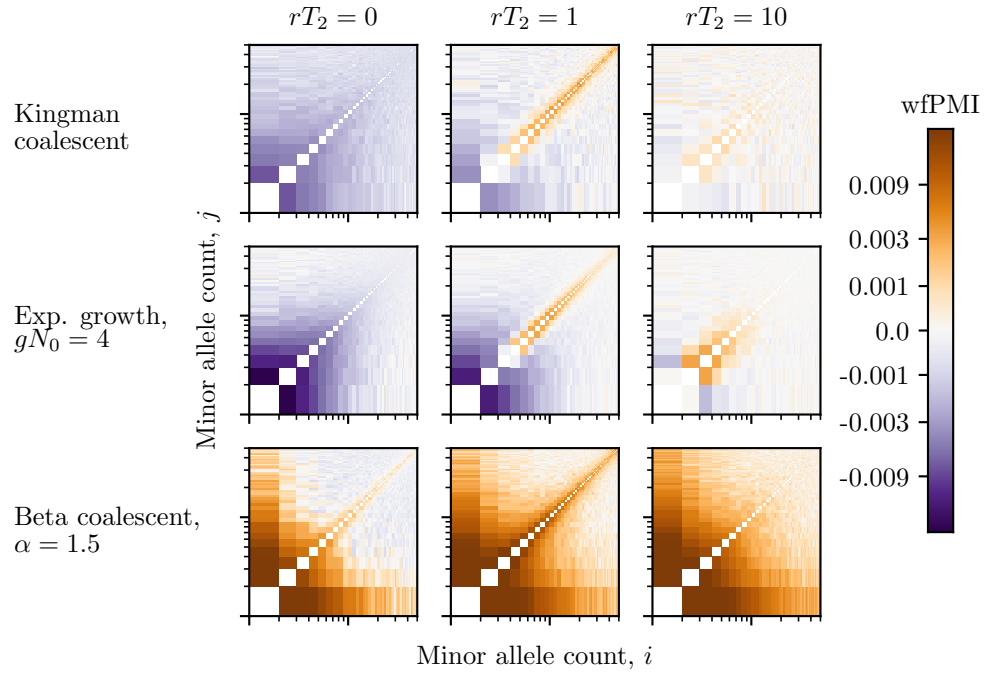 rT₂ = 0
rT₂ = 1
rT₂ = 10
Kingman
coalescent
Exp. growth,
gN₀ = 4
Beta coalescent,
α = 1.5
Minor allele count, j
Minor allele count, i
wfPMI
0.009
0.003
0.001
0.0
-0.001
-0.003
-0.009